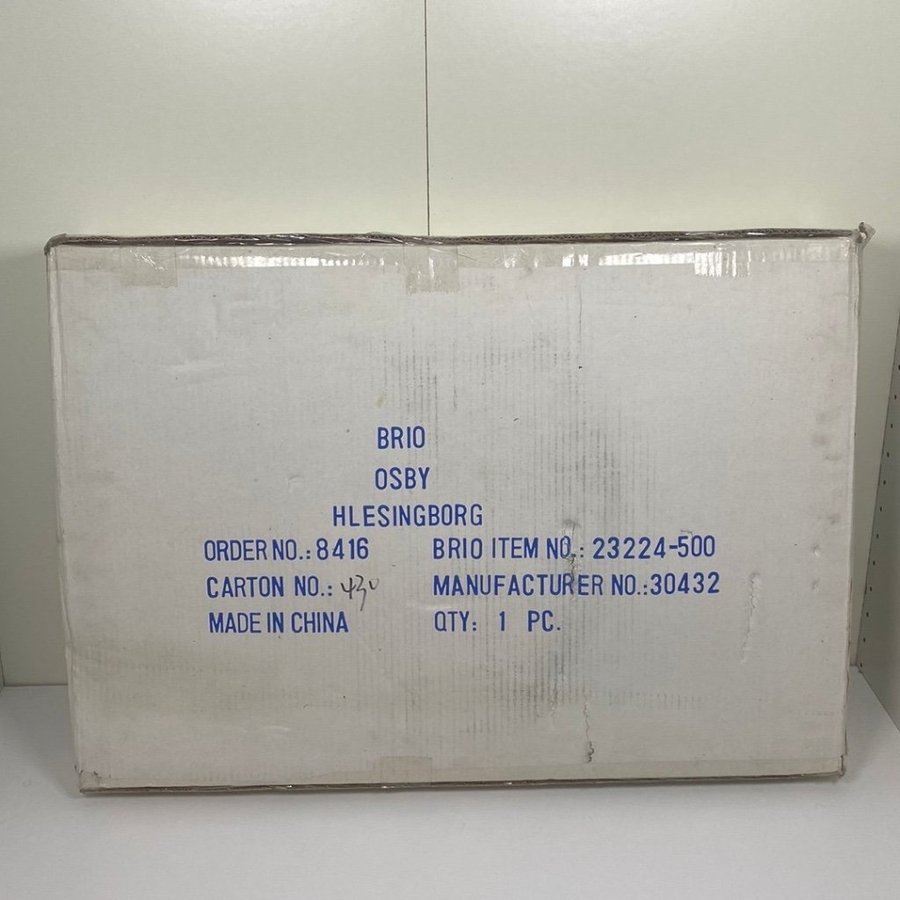 BRIO
OSBY
HLESINGBORG
ORDER NO.: 8416 BRIO ITEM NO.: 23224-500
CARTON NO.: 430 MANUFACTURER NO.:30432
MADE IN CHINA QTY: 1 PC.